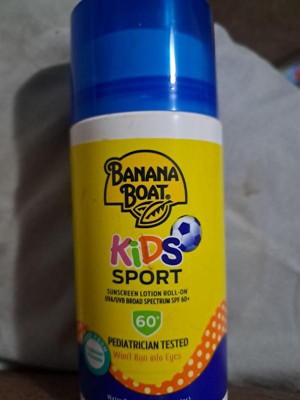 BANANA
BOAT
KIDS
SPORT
SUNSCREEN LOTION ROLL-ON
UVA/UVB BROAD SPECTRUM SPF 60+
60+
PEDIATRICIAN TESTED
Won't Run into Eyes